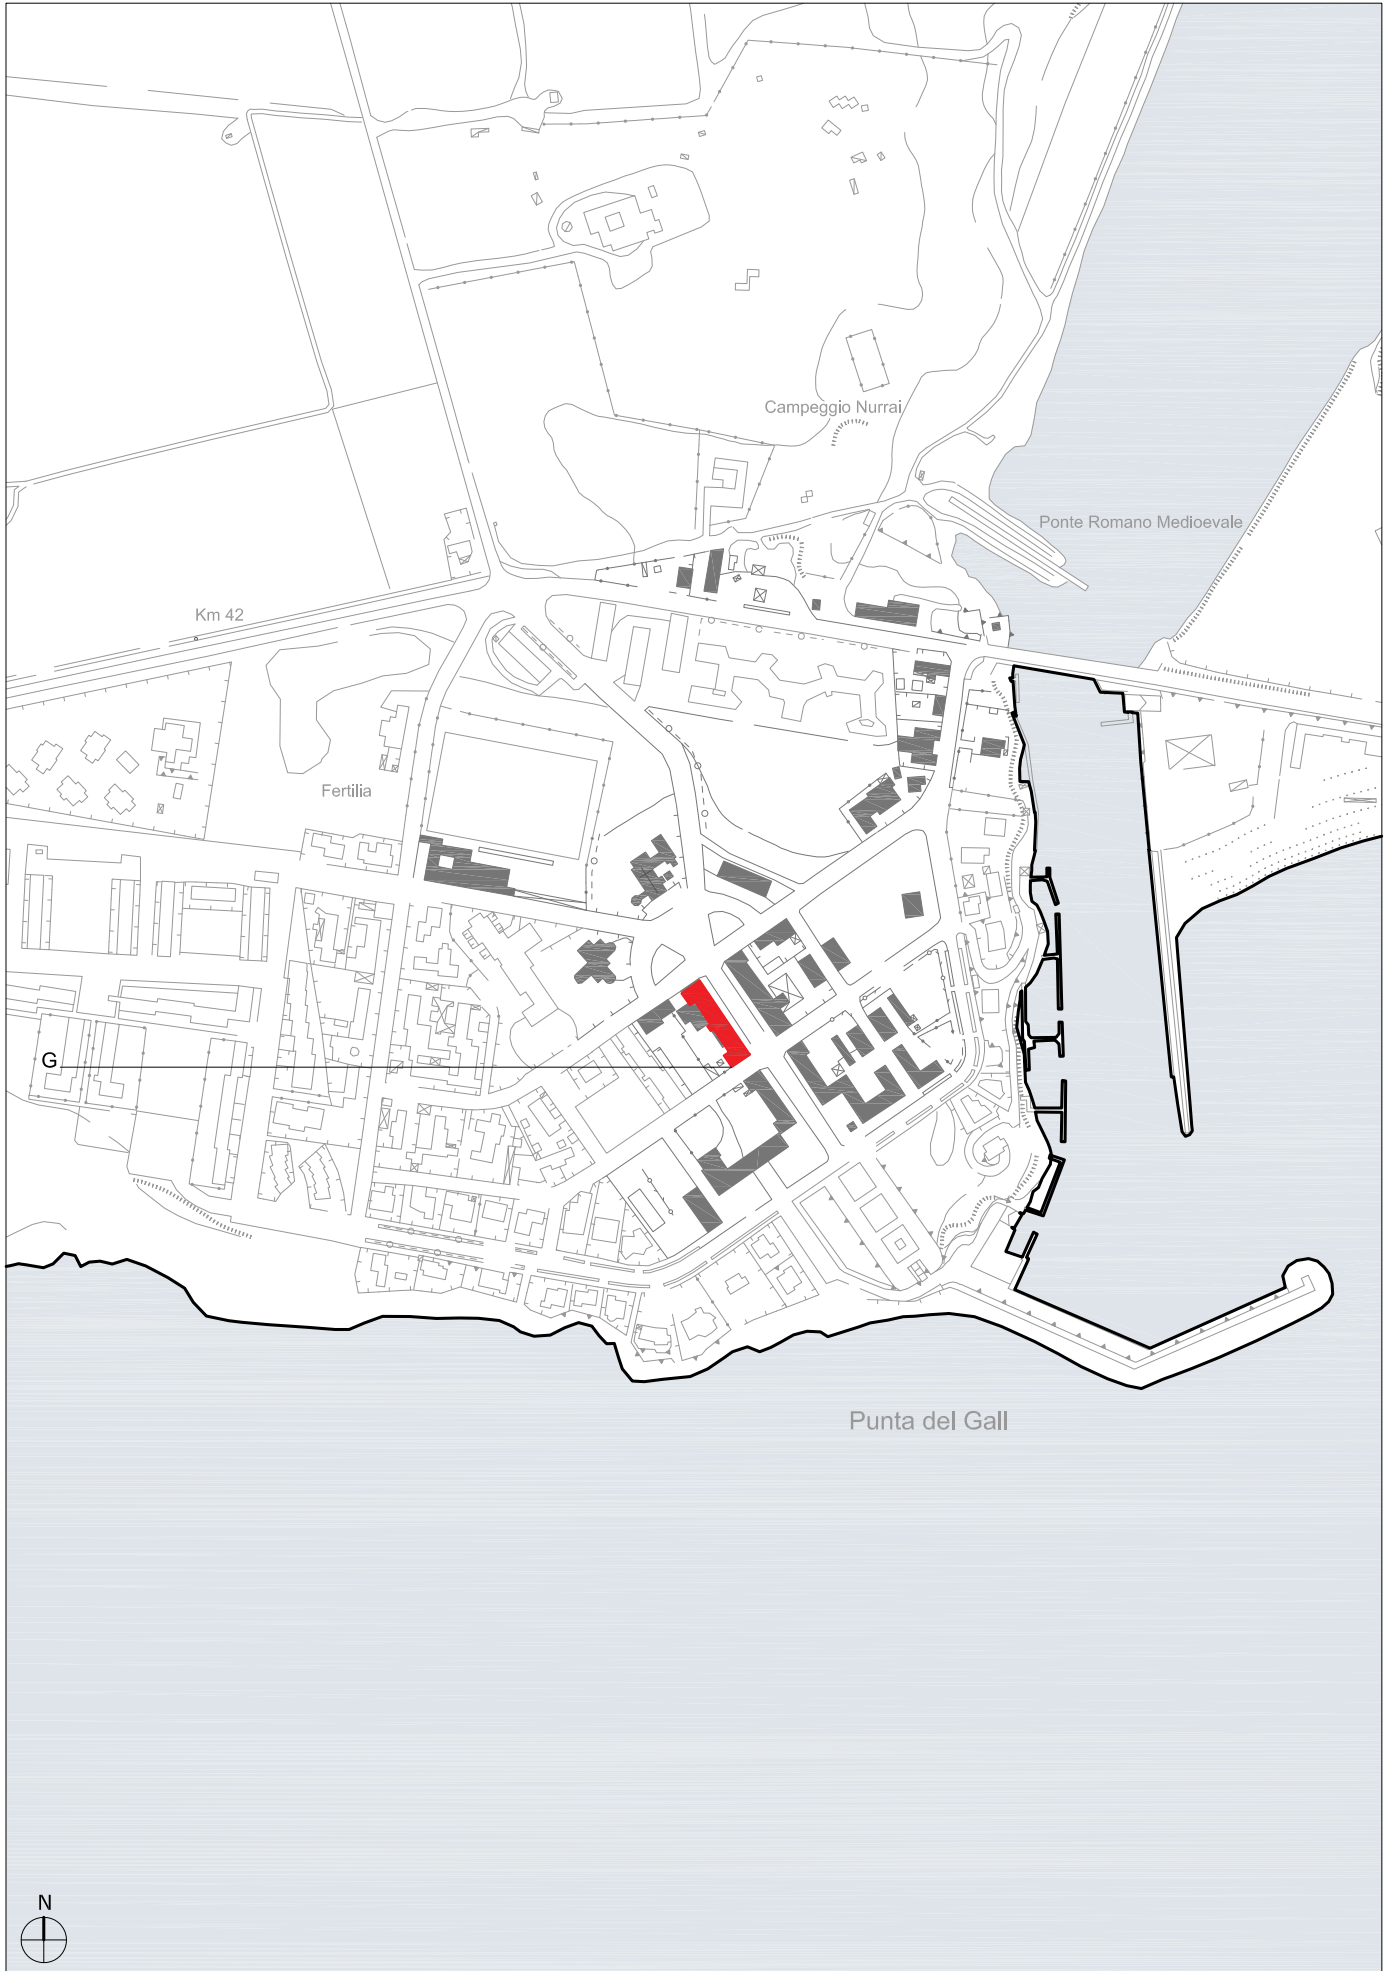 Campeggio Nurrai
Ponte Romano Medioevale
Km 42
Fertilia
G
Punta del Gall
N